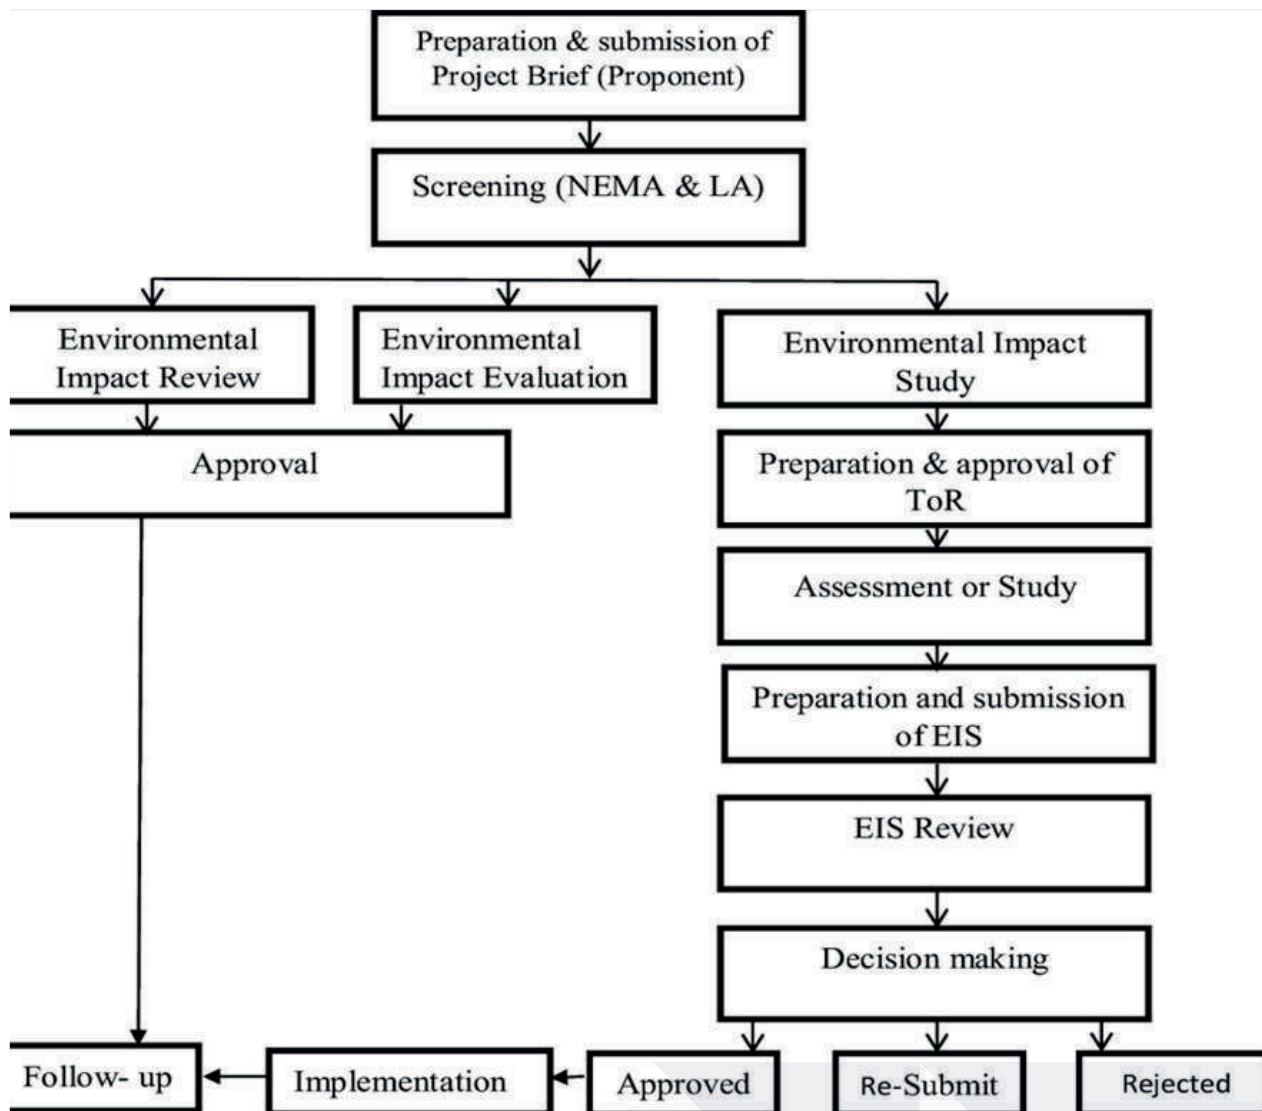 Preparation & submission of
Project Brief (Proponent)
Screening (NEMA & LA)
Environmental
Impact Review
Environmental
Impact Evaluation
Environmental Impact
Study
Approval
Preparation & approval of
ToR
Assessment or Study
Preparation and submission
of EIS
EIS Review
Decision making
Follow- up
Implementation
Approved
Re-Submit
Rejected